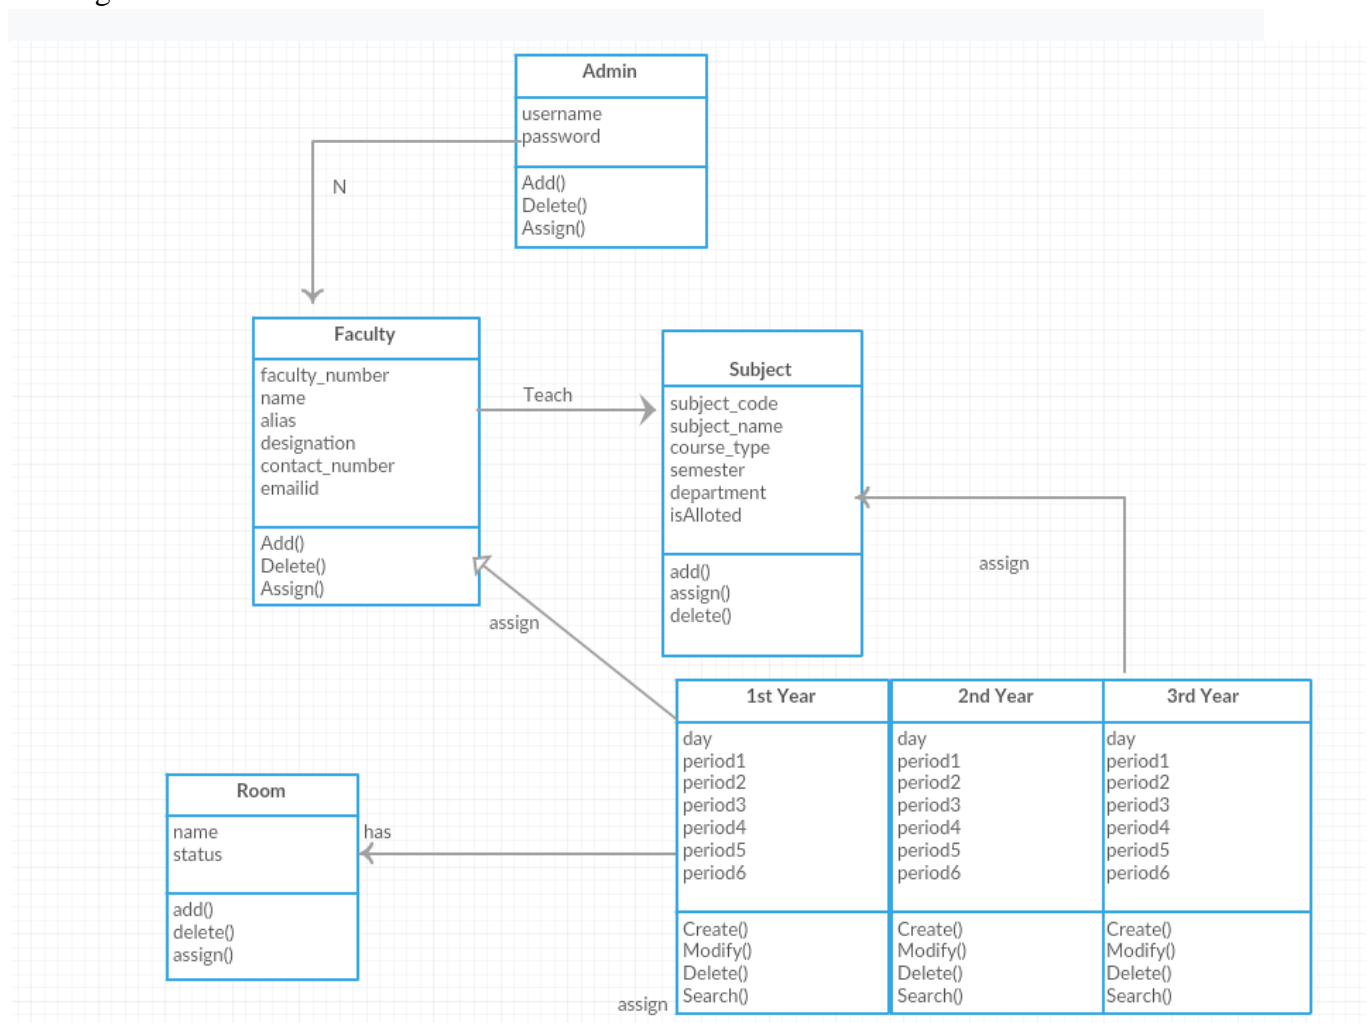 Admin
username
password
Add()
Delete()
Assign()
N
Faculty
faculty_number
name
alias
designation
contact_number
emailid
Add()
Delete()
Assign()
Teach
Subject
subject_code
subject_name
course_type
semester
department
isAlloted
add()
assign()
delete()
assign
assign
1st Year
day
period1
period2
period3
period4
period5
period6
Create()
Modify()
Delete()
Search()
2nd Year
day
period1
period2
period3
period4
period5
period6
Create()
Modify()
Delete()
Search()
3rd Year
day
period1
period2
period3
period4
period5
period6
Create()
Modify()
Delete()
Search()
Room
name
status
add()
delete()
assign()
has
assign